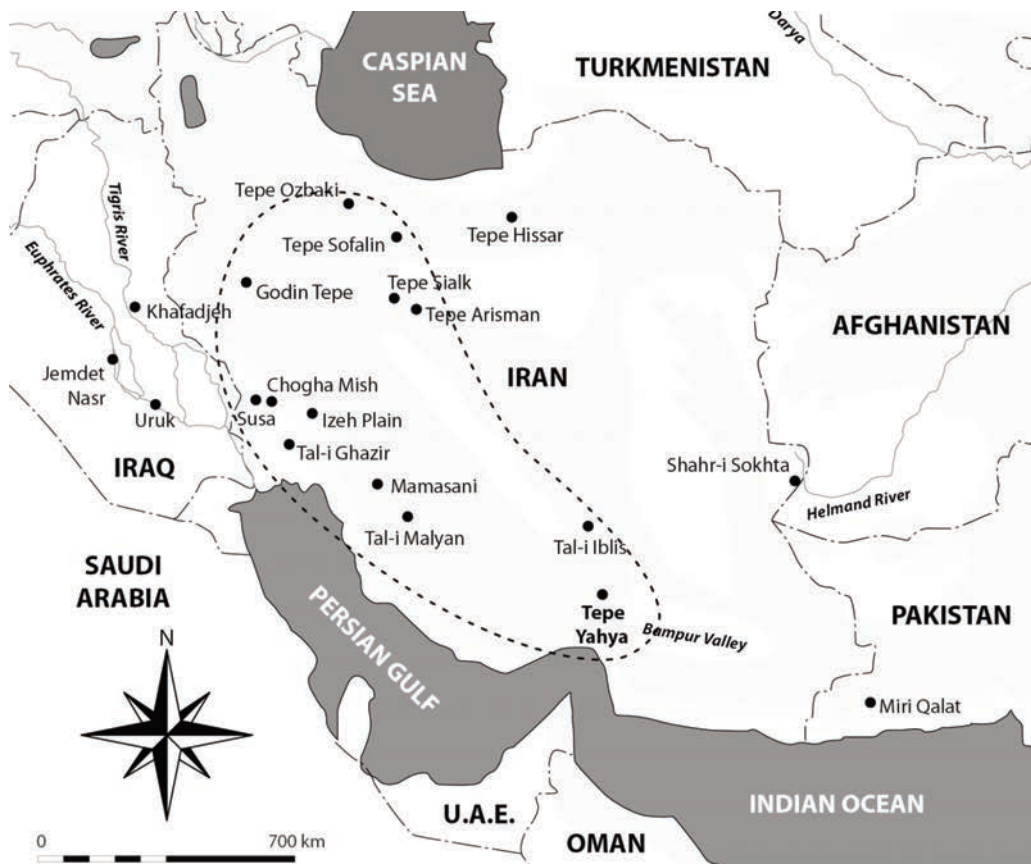 CASPIAN
SEA
TURKMENISTAN
Darya
Tigris River
Euphrates River
Tepe Ozbaki
Tepe Hissar
Tepe Sofalin
Tepe Sialk
Godin Tepe
Tepe Arisman
Khafadjeh
AFGHANISTAN
Jemdet
Nasr
Uruk
Chogha Mish
Susa
Izeh Plain
IRAN
Tal-i Ghazir
IRAQ
Shahr-i Sokhta
Mamasani
Helmand River
Tal-i Malyan
Tal-i Iblis
SAUDI
ARABIA
PERSIAN GULF
Tepe
Yahya
Bampur Valley
PAKISTAN
N
Miri Qalat
U.A.E.
OMAN
INDIAN OCEAN
0 700 km